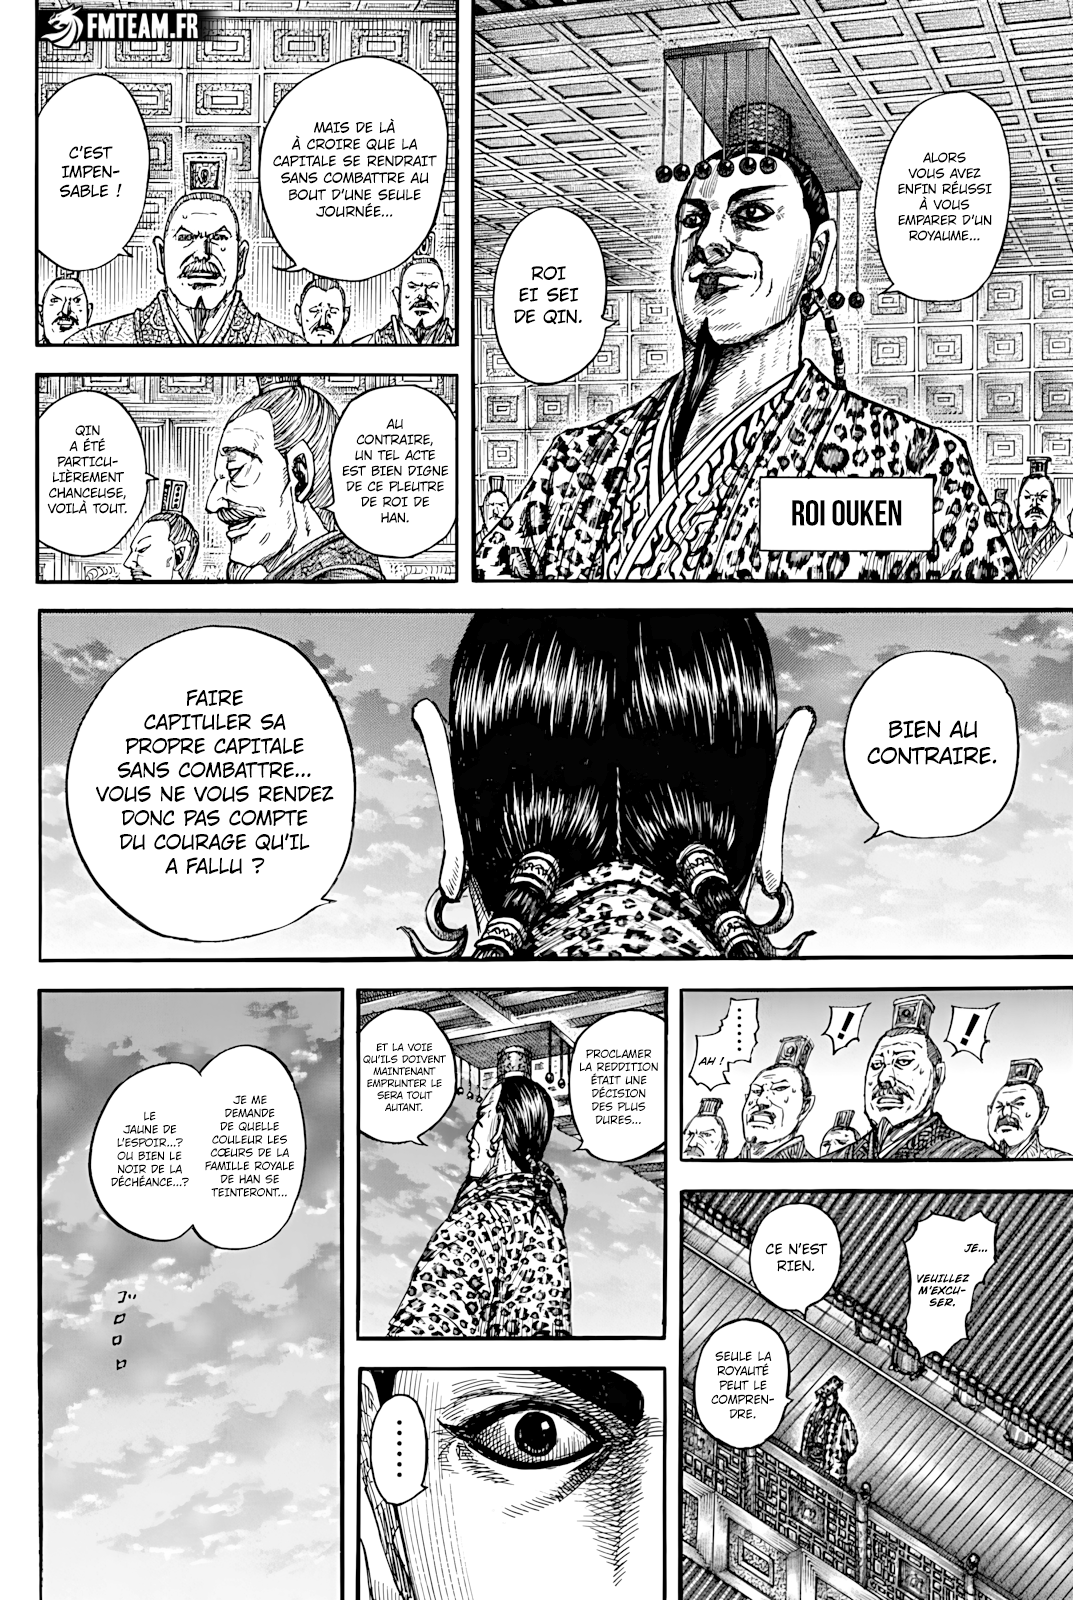 FMTEAM.FR
ALORS
VOUS AVEZ
ENFIN RÉUSSI
À VOUS
EMPARER D'UN
ROYAUME...
ROI
EI SEI
DE QIN.
ROI OUKEN
MAIS DE LÀ
À CROIRE QUE LA
CAPITALE SE RENDRAIT
SANS COMBATTRE AU
BOUT D'UNE SEULE
JOURNÉE...
C'EST
IMPEN-
SABLE !
AU
CONTRAIRE,
UN TEL ACTE
EST BIEN DIGNE
DE CE PLEUTRE
DE ROI DE
HAN.
QIN
A ÉTÉ
PARTICU-
LIÈREMENT
CHANCEUSE,
VOILÀ TOUT.
BIEN AU
CONTRAIRE.
FAIRE
CAPITULER SA
PROPRE CAPITALE
SANS COMBATTRE...
VOUS NE VOUS RENDEZ
DONC PAS COMPTE
DU COURAGE QU'IL
A FALLU ?
!
!
......
AH !
JE...
VEUILLEZ
M'EXCU-
SER.
CE N'EST
RIEN.
SEULE LA
ROYAUTÉ
PEUT LE
COMPREN-
DRE.
PROCLAMER
LA REDDITION
ÉTAIT UNE
DÉCISION
DES PLUS
DURES...
ET LA VOIE
QU'ILS DOIVENT
MAINTENANT
EMPRUNTER LE
SERA TOUT
AUTANT.
......
JE ME
DEMANDE
DE QUELLE
COULEUR LES
CŒURS DE LA
FAMILLE ROYALE
DE HAN SE
TEINTERONT...
LE
JAUNE DE
L'ESPOIR...?
OU BIEN LE
NOIR DE LA
DÉCHÉANCE...?
ゴロロロ